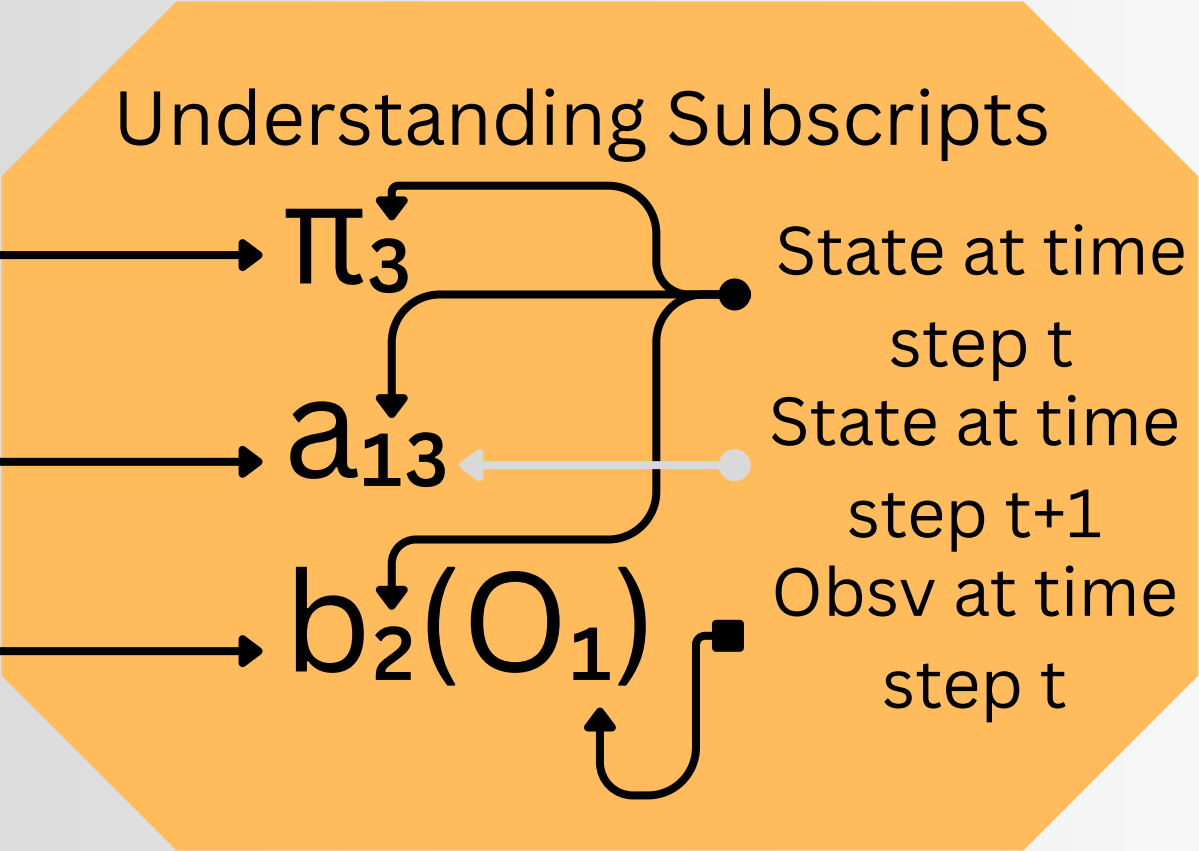 Understanding Subscripts
π₃
State at time
step t
a₁₃
State at time
step t+1
b₂(O₁)
Obsv at time
step t